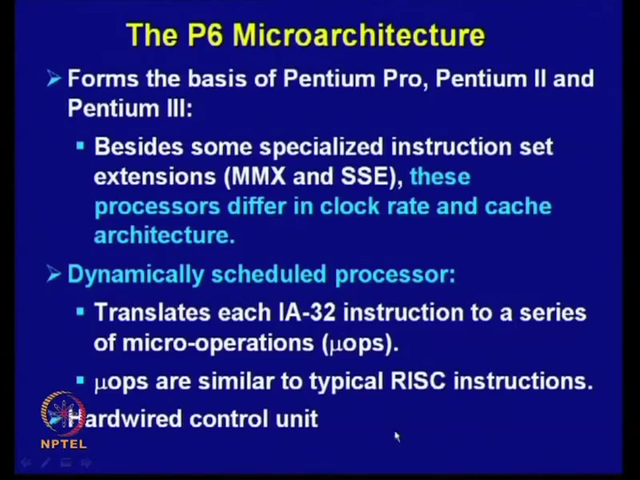 The P6 Microarchitecture
Forms the basis of Pentium Pro, Pentium II and
Pentium III:
Besides some specialized instruction set
extensions (MMX and SSE), these
processors differ in clock rate and cache
architecture.
Dynamically scheduled processor:
Translates each IA-32 instruction to a series
of micro-operations (μops).
μops are similar to typical RISC instructions.
Hardwired control unit
NPTEL